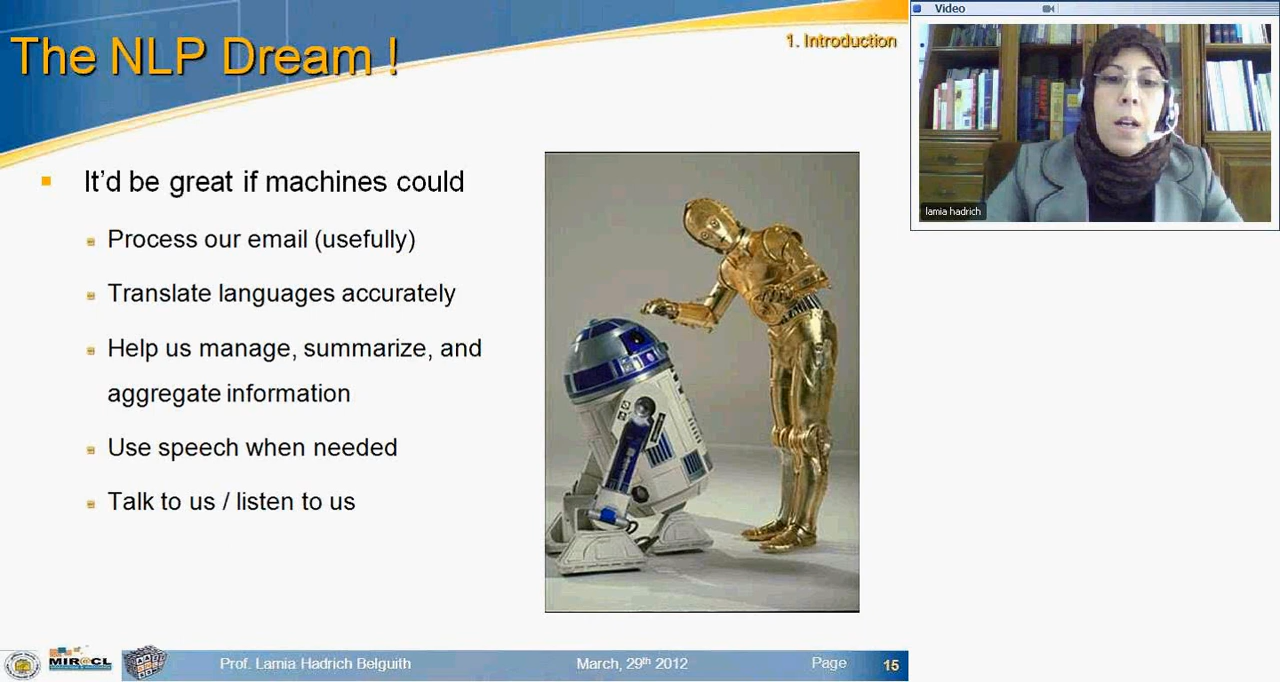 The NLP Dream !
1. Introduction
It'd be great if machines could
Process our email (usefully)
Translate languages accurately
Help us manage, summarize, and
aggregate information
Use speech when needed
Talk to us / listen to us
MIR@CL
Prof. Lamia Hadrich Belguith
March, 29th 2012
Page 15
Video
lamia hadrich